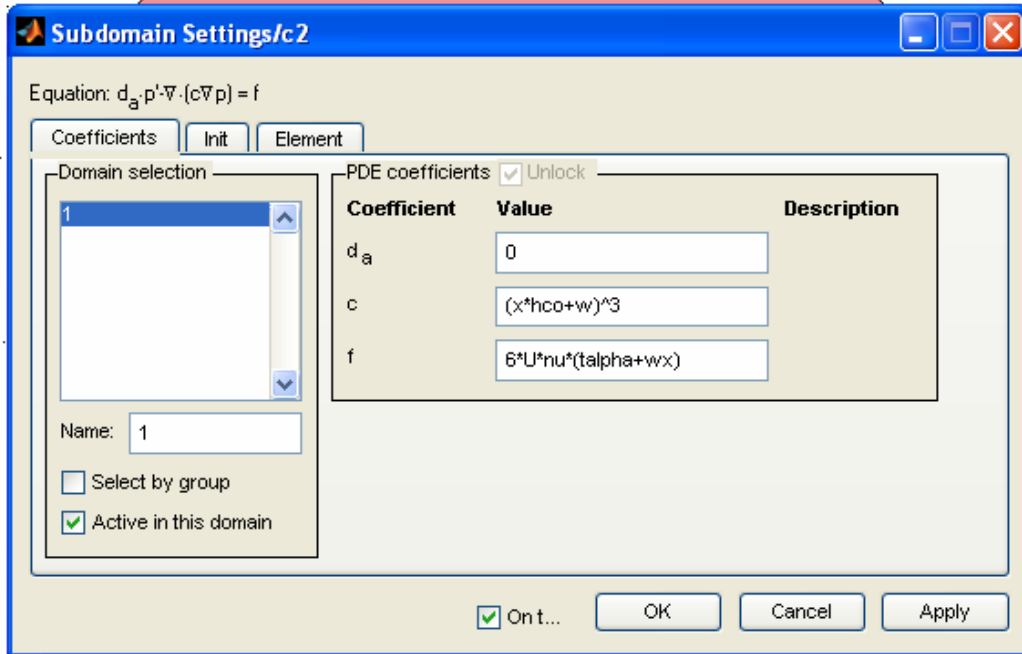 Subdomain Settings/c2
Equation: dₐ·p'-∇·(c∇p) = f
Coefficients Init Element
Domain selection
1
Name: 1
Select by group
Active in this domain
PDE coefficients Unlock
Coefficient Value Description
dₐ 0
c (x*hco+w)^3
f 6*U*nu*(talpha+wx)
On t...
OK Cancel Apply